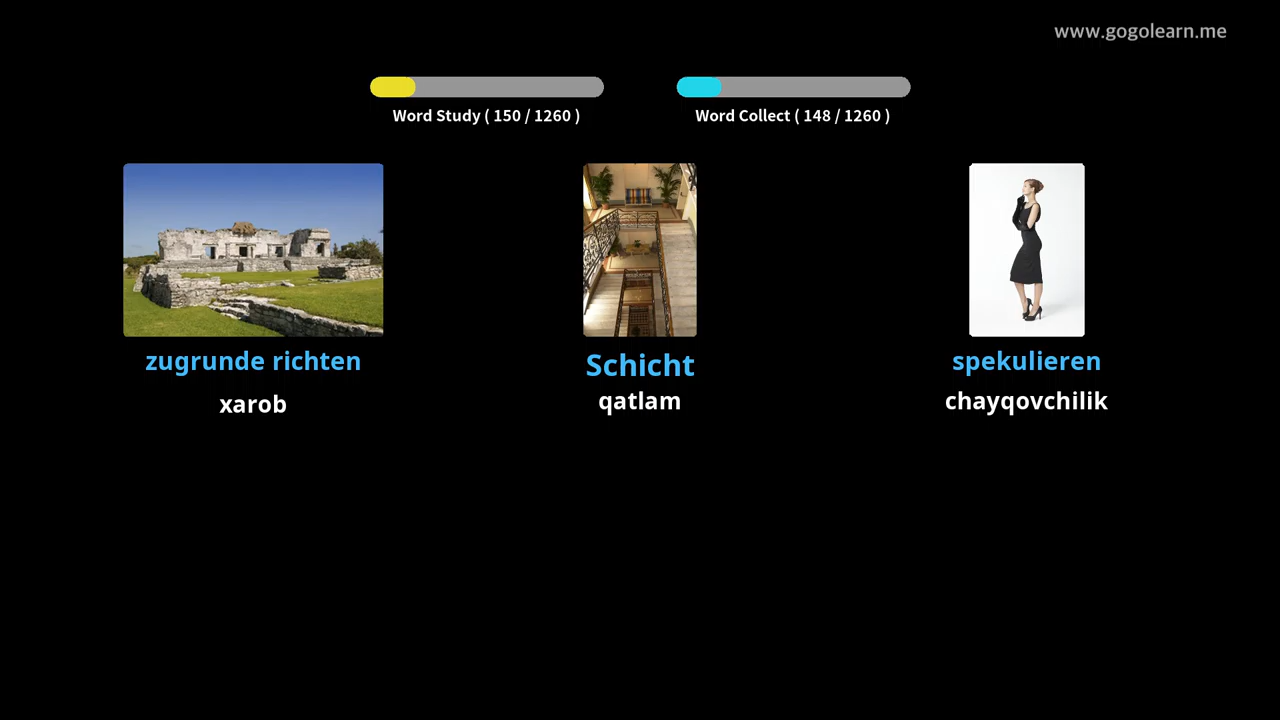 www.gogolearn.me
Word Study ( 150 / 1260 )
Word Collect ( 148 / 1260 )
zugrunde richten
xarob
Schicht
qatlam
spekulieren
chayqovchilik